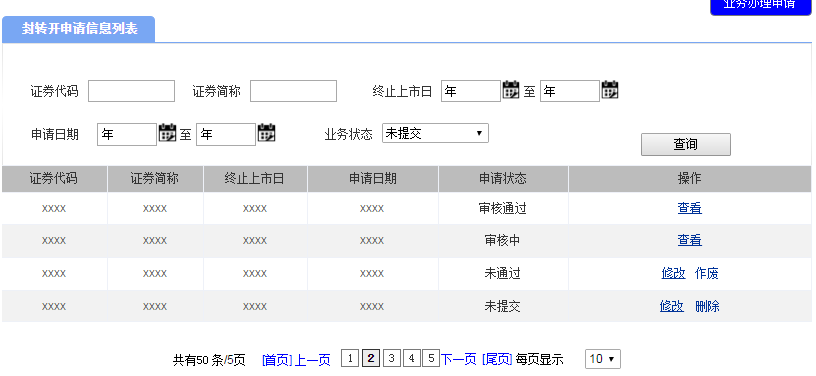 业务办理申请
封转开申请信息列表
证券代码 证券简称 终止上市日 年 至 年
申请日期 年 至 年 业务状态 未提交
查询
证券代码 证券简称 终止上市日 申请日期 申请状态 操作
xxxx xxxx xxxx xxxx 审核通过 查看
xxxx xxxx xxxx xxxx 审核中 查看
xxxx xxxx xxxx xxxx 未通过 修改 作废
xxxx xxxx xxxx xxxx 未提交 修改 删除
共有50 条/5页 [首页] 上一页 1 2 3 4 5 下一页 [尾页] 每页显示 10